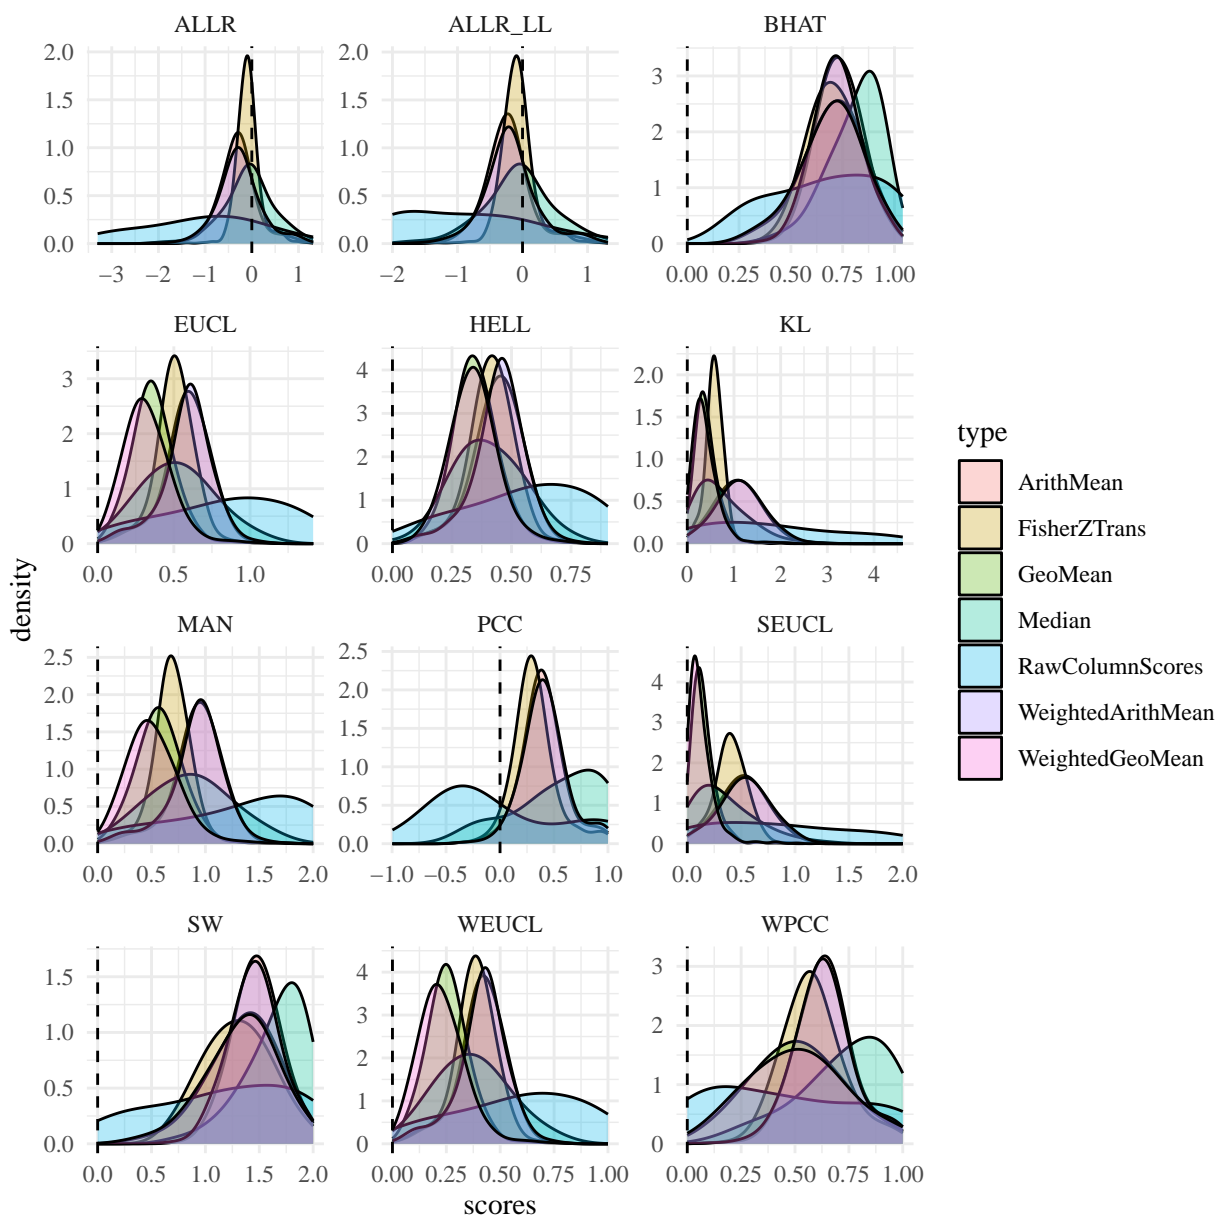 ALLR ALLR_LL BHAT
2.0
1.5
1.0
0.5
0.0
−3 −2 −1 0 1
2.0
1.5
1.0
0.5
0.0
−2 −1 0 1
3
2
1
0
0.00 0.25 0.50 0.75 1.00
EUCL HELL KL
3
2
1
0
0.0 0.5 1.0
4
3
2
1
0
0.00 0.25 0.50 0.75
2.0
1.5
1.0
0.5
0.0
0 1 2 3 4
MAN PCC SEUCL
2.5
2.0
1.5
1.0
0.5
0.0
0.0 0.5 1.0 1.5 2.0
2.5
2.0
1.5
1.0
0.5
0.0
−1.0 −0.5 0.0 0.5 1.0
4
3
2
1
0
0.0 0.5 1.0 1.5 2.0
SW WEUCL WPCC
1.5
1.0
0.5
0.0
0.0 0.5 1.0 1.5 2.0
4
3
2
1
0
0.00 0.25 0.50 0.75 1.00
3
2
1
0
0.00 0.25 0.50 0.75 1.00
density
scores
type
ArithMean
FisherZTrans
GeoMean
Median
RawColumnScores
WeightedArithMean
WeightedGeoMean